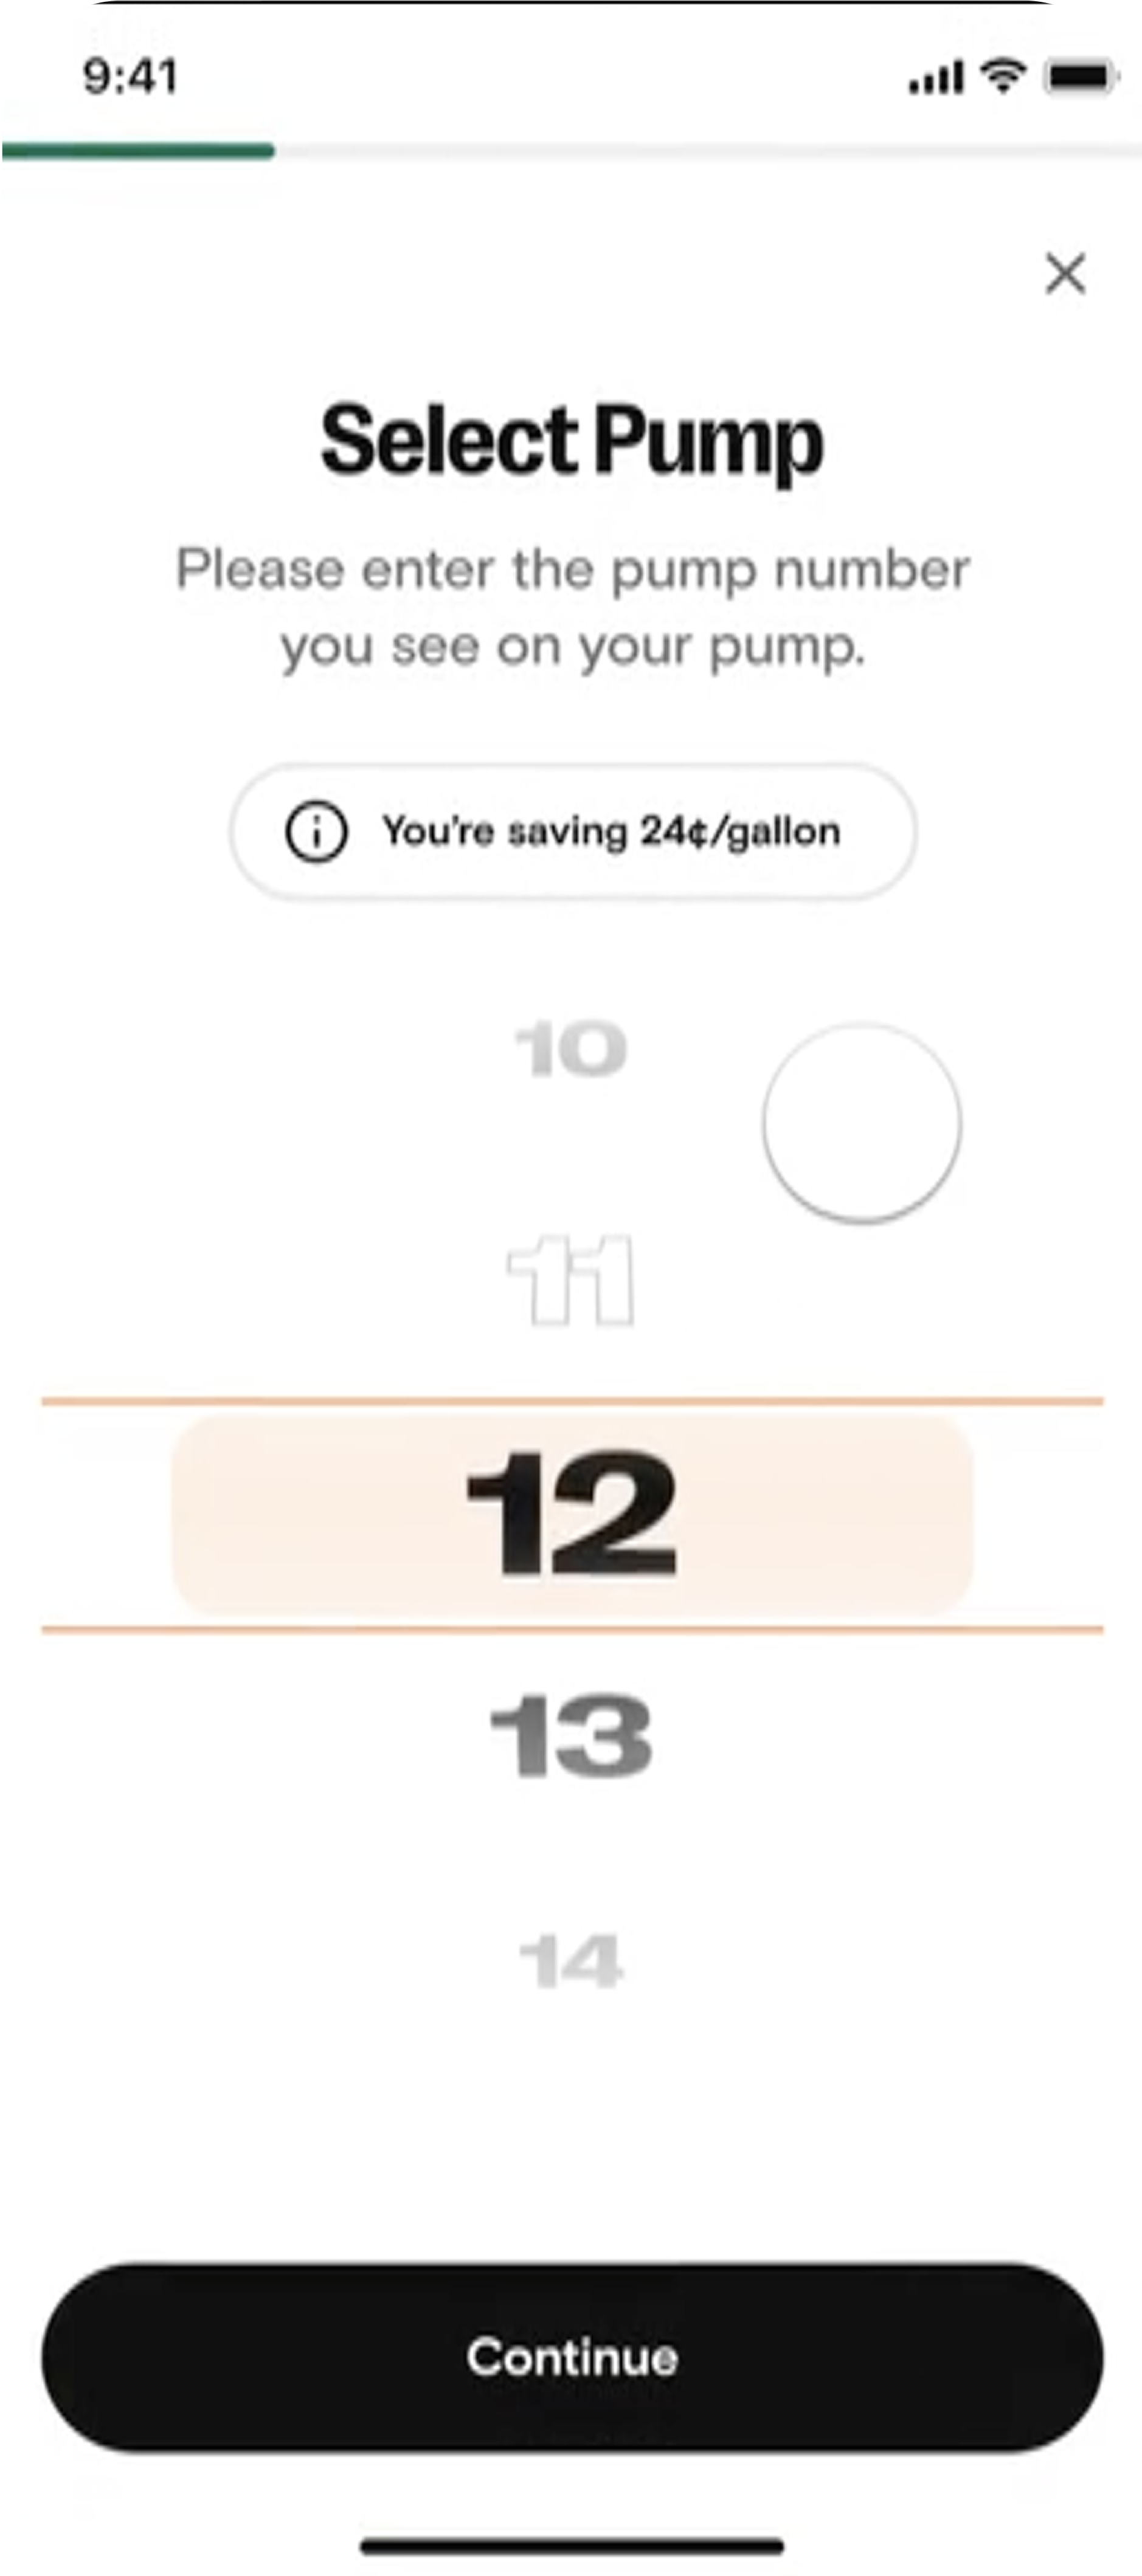 9:41
Select Pump
Please enter the pump number
you see on your pump.
You're saving 24¢/gallon
10
11
12
13
14
Continue